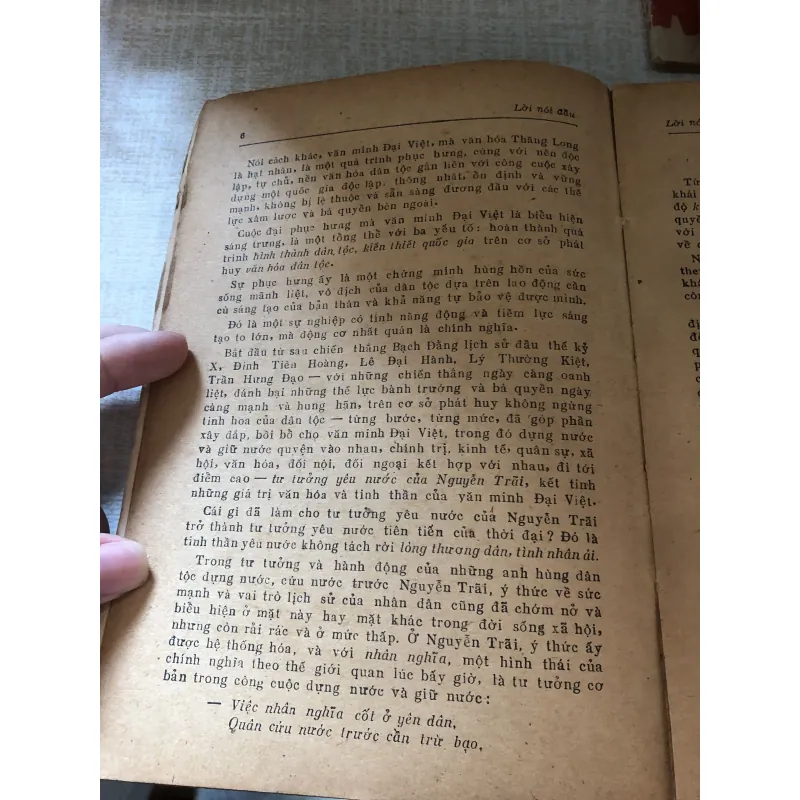 6
Lời nói đầu
Nói cách khác, văn minh Đại Việt, mà văn hóa Thăng Long
là hạt nhân, là một quá trình phục hưng, cùng với nền độc
lập, tự chủ, nền văn hóa dân tộc gắn liền với công cuộc xây
dựng một quốc gia độc lập, thống nhất, ổn định và vững
mạnh, không bị lệ thuộc và sẵn sàng đương đầu với các thế
lực xâm lược và bá quyền bên ngoài.
Cuộc đại phục hưng mà văn minh Đại Việt là biểu hiện
sáng trưng, là một tổng thể với ba yếu tố: hoàn thành quá
trình hình thành dân tộc, kiến thiết quốc gia trên cơ sở phát
huy văn hóa dân tộc.
Sự phục hưng ấy là một chứng minh hùng hồn của sức
sống mãnh liệt, vô địch của dân tộc dựa trên lao động cần
cù sáng tạo của bản thân và khả năng tự bảo vệ được mình.
Đó là một sự nghiệp có tính năng động và tiềm lực sáng
tạo to lớn, mà động cơ nhất quán là chính nghĩa.
Bắt đầu từ sau chiến thắng Bạch Đằng lịch sử đầu thế kỷ
X, Đinh Tiên Hoàng, Lê Đại Hành, Lý Thường Kiệt,
Trần Hưng Đạo — với những chiến thắng ngày càng oanh
liệt, đánh bại những thế lực bành trướng và bá quyền ngày
càng mạnh và hung hãn, trên cơ sở phát huy không ngừng
tinh hoa của dân tộc — từng bước, từng mức, đã góp phần
xây đắp, bồi bổ cho văn minh Đại Việt, trong đó dựng nước
và giữ nước quyện vào nhau, chính trị, kinh tế, quân sự, xã
hội, văn hóa, đối nội, đối ngoại kết hợp với nhau, đi tới
điểm cao — tư tưởng yêu nước của Nguyễn Trãi, kết tinh
những giá trị văn hóa và tinh thần của văn minh Đại Việt.
Cái gì đã làm cho tư tưởng yêu nước của Nguyễn Trãi
trở thành tư tưởng yêu nước tiên tiến của thời đại? Đó là
tinh thần yêu nước không tách rời lòng thương dân, tình nhân ái.
Trong tư tưởng và hành động của những anh hùng dân
tộc dựng nước, cứu nước trước Nguyễn Trãi, ý thức về sức
mạnh và vai trò lịch sử của nhân dân cũng đã chớm nở và
biểu hiện ở mặt này hay mặt khác trong đời sống xã hội,
nhưng còn rải rác và ở mức thấp. Ở Nguyễn Trãi, ý thức ấy
được hệ thống hóa, và với nhân nghĩa, một hình thái của
chính nghĩa theo thế giới quan lúc bấy giờ, là tư tưởng cơ
bản trong công cuộc dựng nước và giữ nước:
— Việc nhân nghĩa cốt ở yên dân,
Quân cứu nước trước cần trừ bạo,
Lời nó
Từ
khái
độ k
quyề
với
về c
N
the
khá
côn
địn